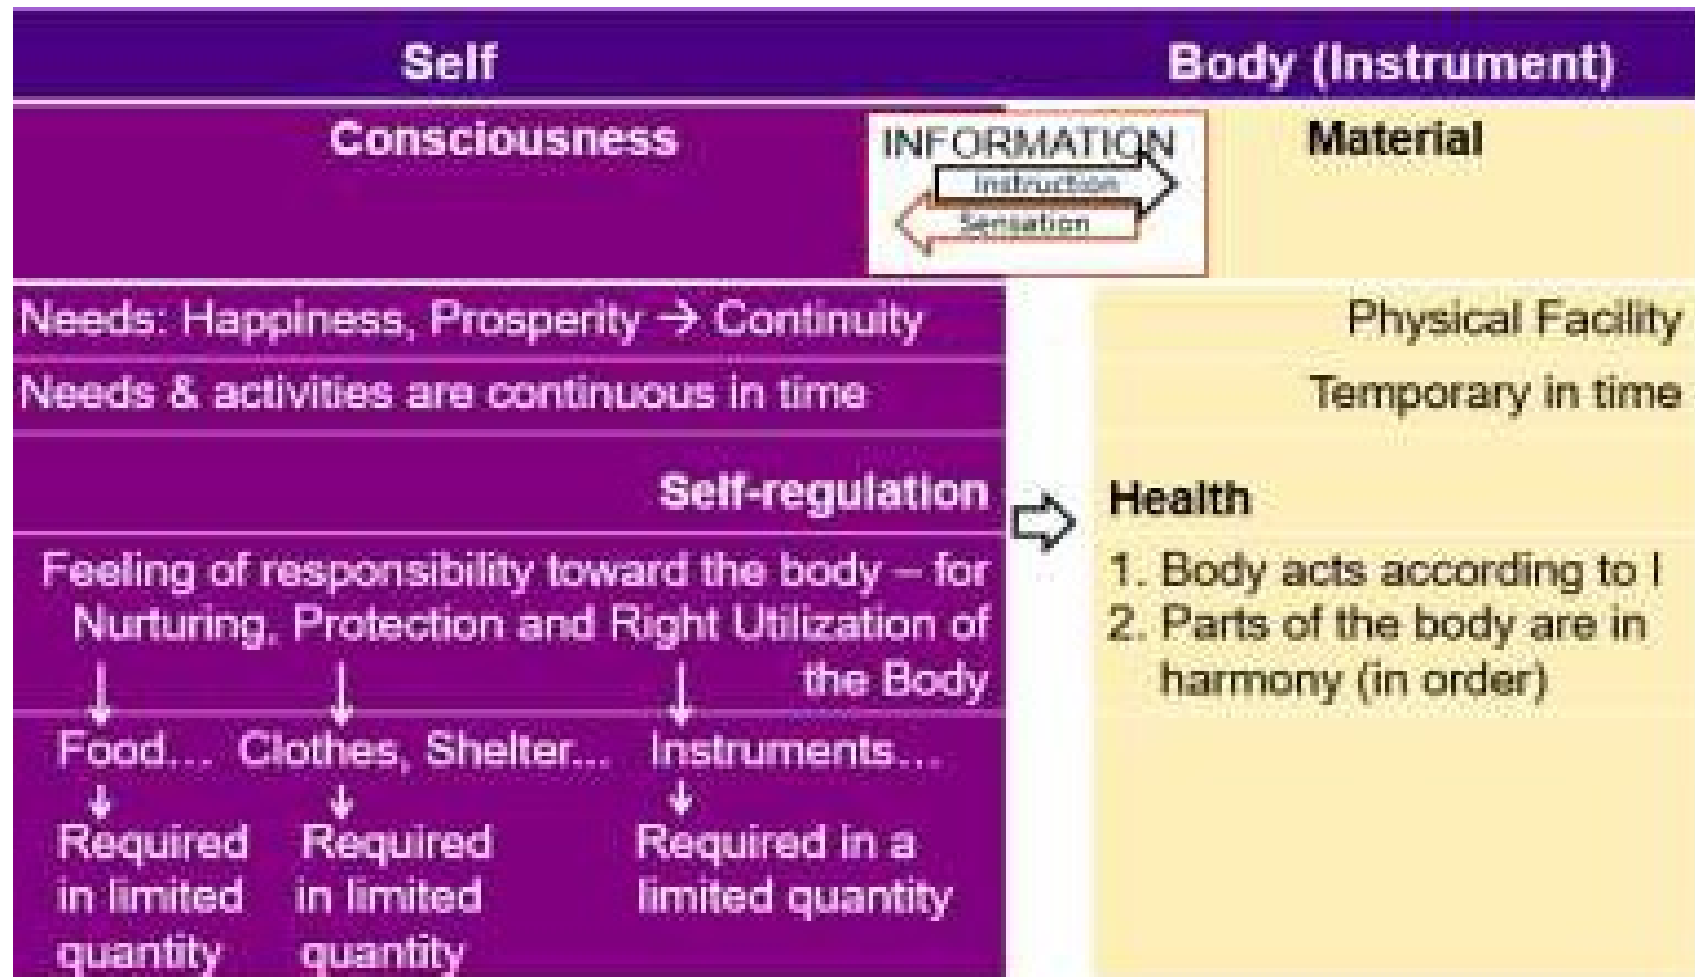 Self
Body (Instrument)
Consciousness
INFORMATION
Instruction
Sensation
Material
Needs: Happiness, Prosperity → Continuity
Physical Facility
Needs & activities are continuous in time
Temporary in time
Self-regulation
Health
Feeling of responsibility toward the body – for
Nurturing, Protection and Right Utilization of
the Body
1. Body acts according to I
2. Parts of the body are in
harmony (in order)
Food...
Clothes, Shelter...
Instruments...
Required
in limited
quantity
Required
in limited
quantity
Required in a
limited quantity